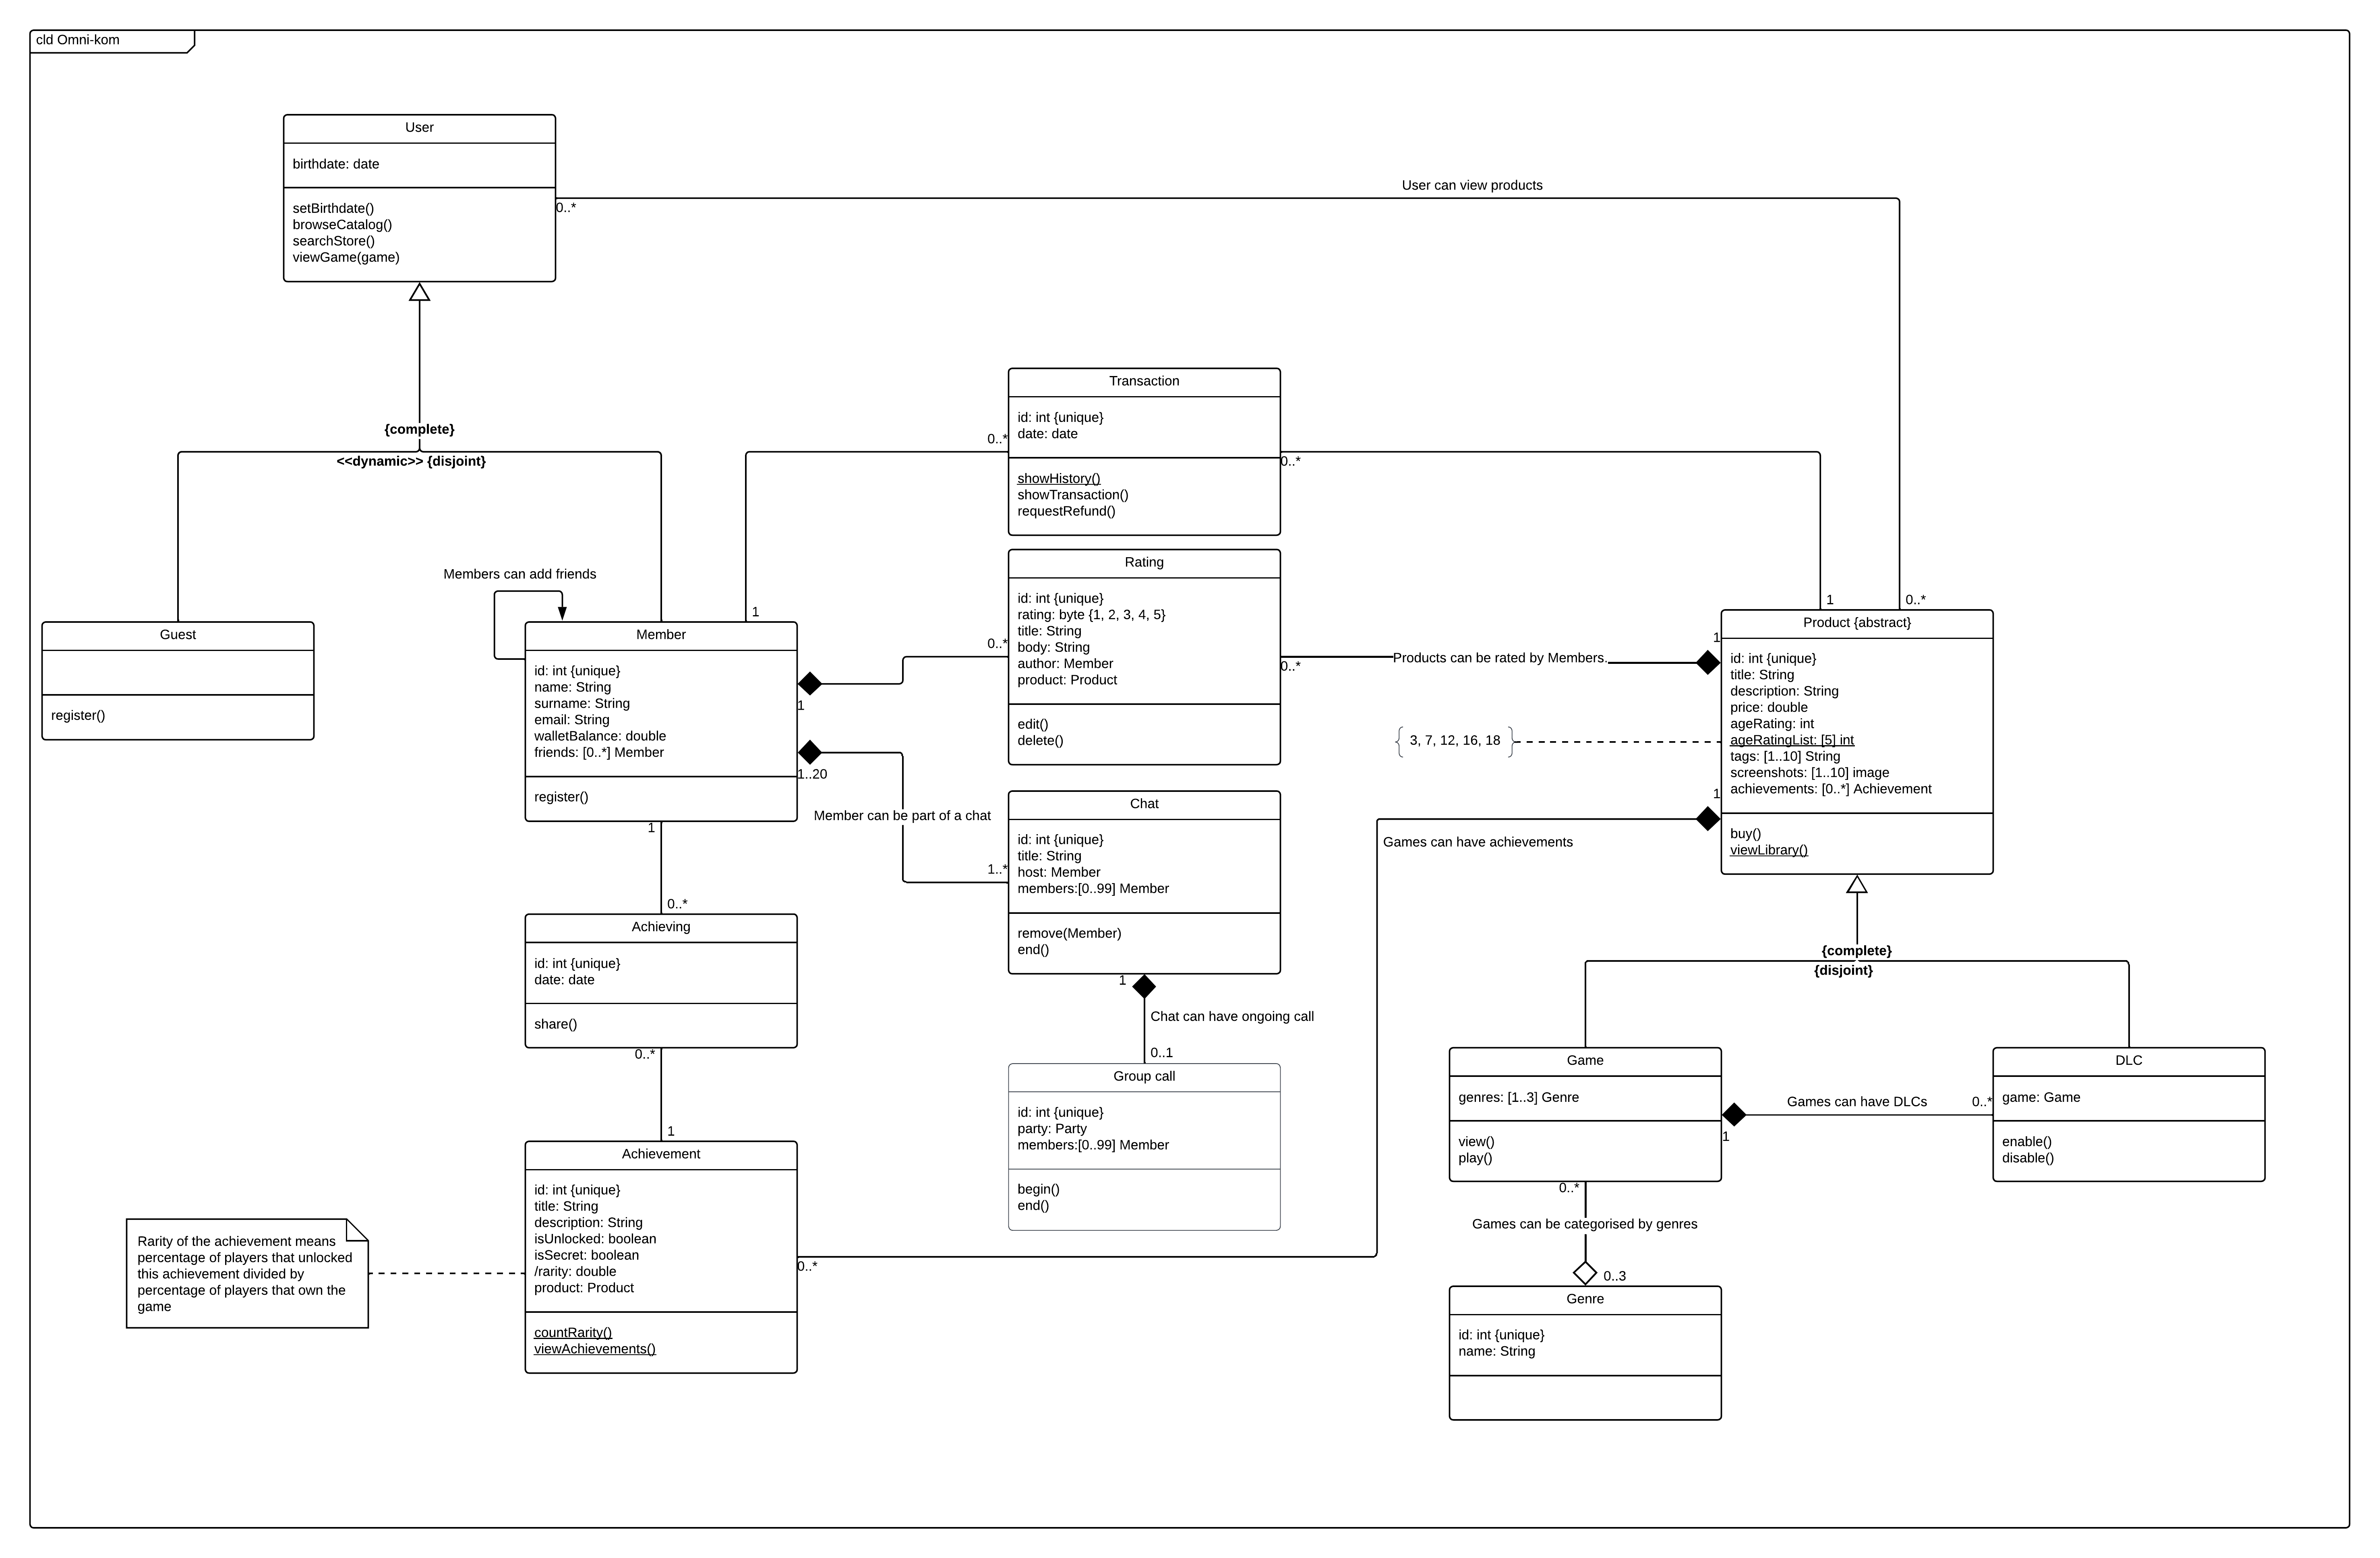 cld Omni-kom
User
birthdate: date
setBirthdate()
browseCatalog()
searchStore()
viewGame(game)
0..*
User can view products
0..*
{complete}
<<dynamic>> {disjoint}
Guest
register()
Members can add friends
Member
id: int {unique}
name: String
surname: String
email: String
walletBalance: double
friends: [0..*] Member
register()
1
0..*
Transaction
id: int {unique}
date: date
showHistory()
showTransaction()
requestRefund()
0..*
1
1
0..*
Rating
id: int {unique}
rating: byte {1, 2, 3, 4, 5}
title: String
body: String
author: Member
product: Product
edit()
delete()
0..*
Products can be rated by Members.
1
Product {abstract}
id: int {unique}
title: String
description: String
price: double
ageRating: int
ageRatingList: [5] int
tags: [1..10] String
screenshots: [1..10] image
achievements: [0..*] Achievement
buy()
viewLibrary()
3, 7, 12, 16, 18
1..20
Member can be part of a chat
1..*
Chat
id: int {unique}
title: String
host: Member
members:[0..99] Member
remove(Member)
end()
1
Chat can have ongoing call
0..1
Group call
id: int {unique}
party: Party
members:[0..99] Member
begin()
end()
1
0..*
Achieving
id: int {unique}
date: date
share()
0..*
1
Achievement
id: int {unique}
title: String
description: String
isUnlocked: boolean
isSecret: boolean
/rarity: double
product: Product
countRarity()
viewAchievements()
Rarity of the achievement means
percentage of players that unlocked
this achievement divided by
percentage of players that own the
game
0..*
Games can have achievements
1
{complete}
{disjoint}
Game
genres: [1..3] Genre
view()
play()
1
Games can have DLCs
0..*
DLC
game: Game
enable()
disable()
0..*
Games can be categorised by genres
0..3
Genre
id: int {unique}
name: String